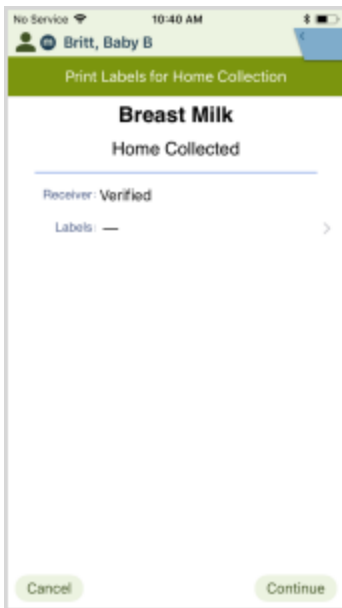 No Service 10:40 AM
Britt, Baby B
Print Labels for Home Collection
Breast Milk
Home Collected
Receiver: Verified
Labels: —
Cancel Continue